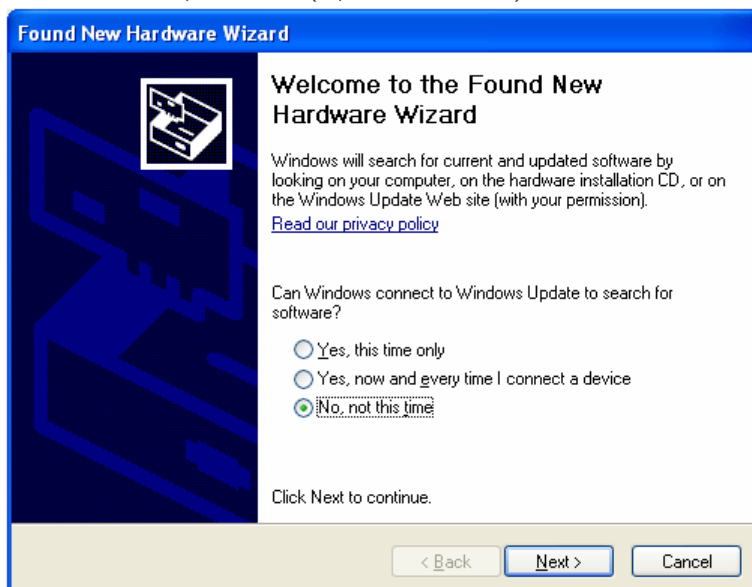 Found New Hardware Wizard
Welcome to the Found New
Hardware Wizard
Windows will search for current and updated software by
looking on your computer, on the hardware installation CD, or on
the Windows Update Web site (with your permission).
Read our privacy policy
Can Windows connect to Windows Update to search for
software?
Yes, this time only
Yes, now and every time I connect a device
No, not this time
Click Next to continue.
< Back
Next >
Cancel